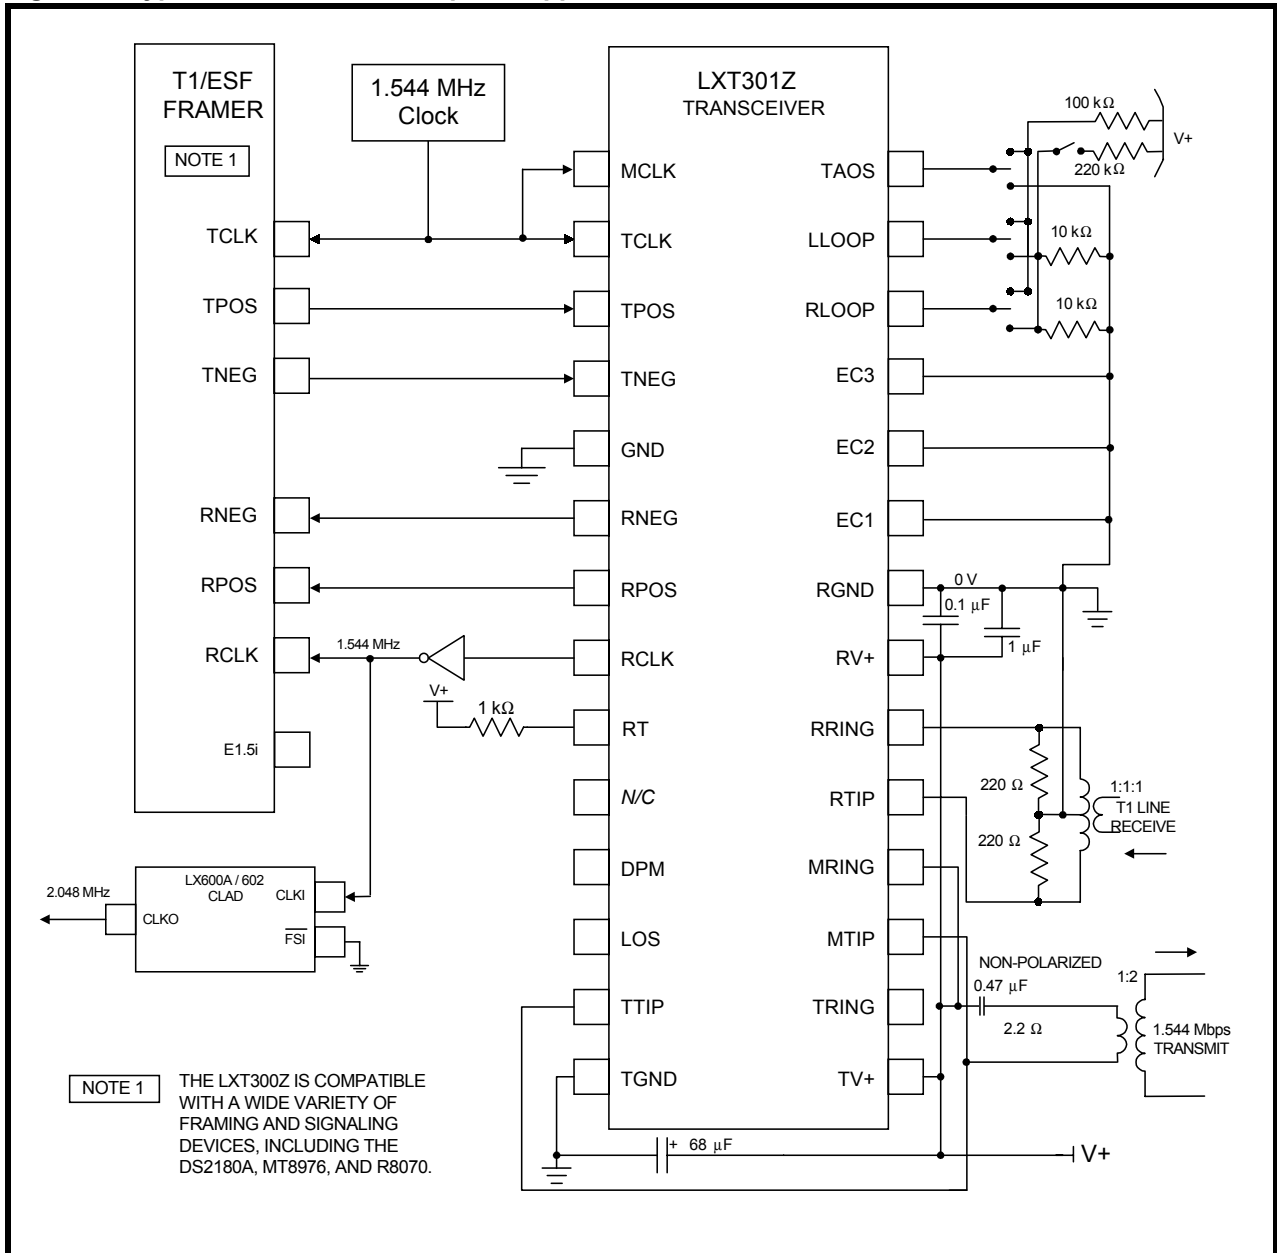 T1/ESF
FRAMER
NOTE 1
TCLK
TPOS
TNEG
RNEG
RPOS
RCLK
E1.5i
1.544 MHz
Clock
LXT301Z
TRANSCEIVER
MCLK
TCLK
TPOS
TNEG
GND
RNEG
RPOS
RCLK
RT
N/C
DPM
LOS
TTIP
TGND
TAOS
LLOOP
RLOOP
EC3
EC2
EC1
RGND
RV+
RRING
RTIP
MRING
MTIP
TRING
TV+
100 kΩ
V+
220 kΩ
10 kΩ
10 kΩ
0 V
0.1 µF
1 µF
1.544 MHz
V+
1 kΩ
220 Ω
220 Ω
1:1:1
T1 LINE
RECEIVE
LX600A / 602
CLAD
CLKI
CLKO
FSI
2.048 MHz
NON-POLARIZED
0.47 µF
2.2 Ω
1:2
1.544 Mbps
TRANSMIT
+ 68 µF
V+
NOTE 1
THE LXT300Z IS COMPATIBLE
WITH A WIDE VARIETY OF
FRAMING AND SIGNALING
DEVICES, INCLUDING THE
DS2180A, MT8976, AND R8070.